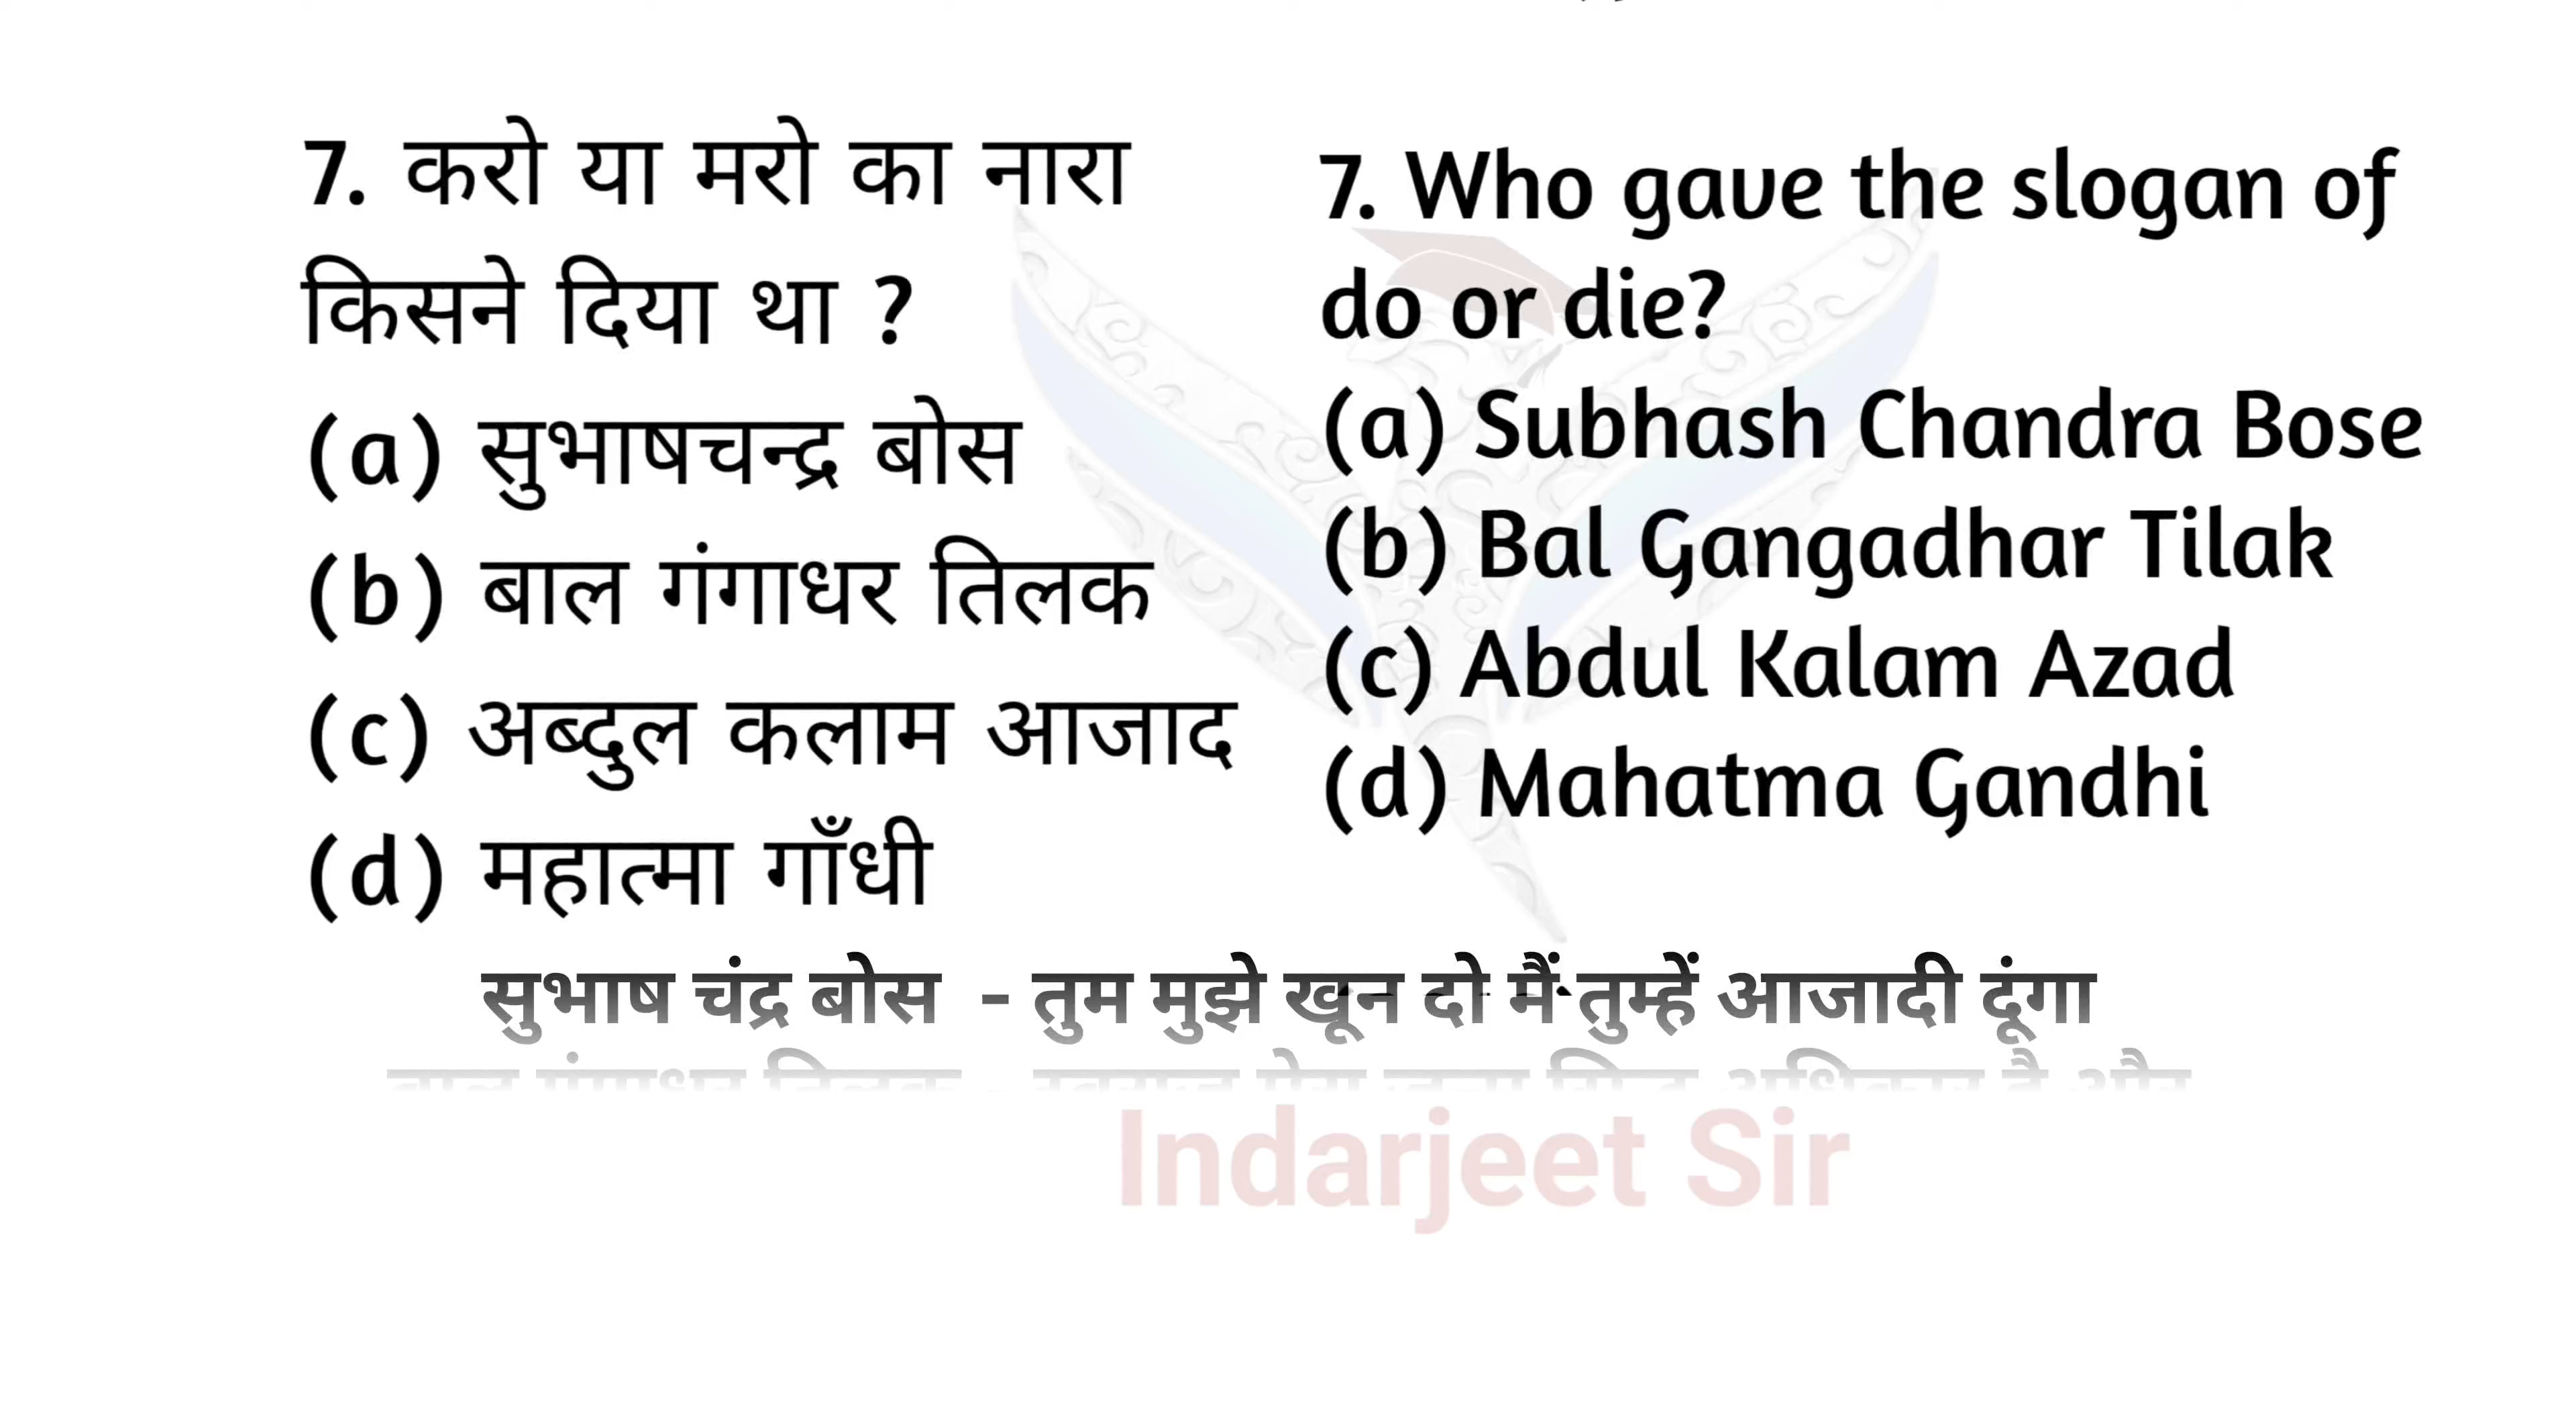 7. करो या मरो का नारा
किसने दिया था ?
(a) सुभाषचन्द्र बोस
(b) बाल गंगाधर तिलक
(c) अब्दुल कलाम आजाद
(d) महात्मा गाँधी
7. Who gave the slogan of
do or die?
(a) Subhash Chandra Bose
(b) Bal Gangadhar Tilak
(c) Abdul Kalam Azad
(d) Mahatma Gandhi
सुभाष चंद्र बोस - तुम मुझे खून दो मैं तुम्हें आजादी दूंगा
Indarjeet Sir